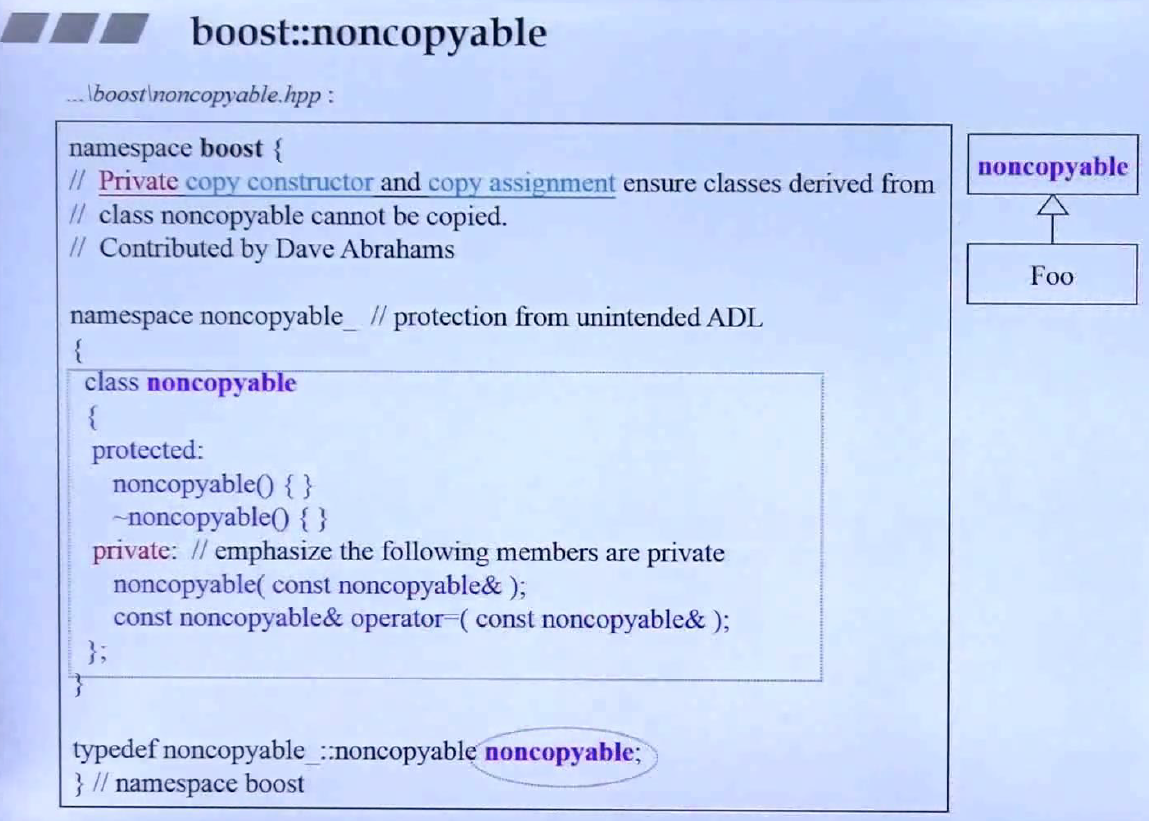 boost::noncopyable
...\boost\noncopyable.hpp :
namespace boost {
// Private copy constructor and copy assignment ensure classes derived from
// class noncopyable cannot be copied.
// Contributed by Dave Abrahams
namespace noncopyable_ // protection from unintended ADL
{
class noncopyable
{
protected:
noncopyable() { }
~noncopyable() { }
private: // emphasize the following members are private
noncopyable( const noncopyable& );
const noncopyable& operator=( const noncopyable& );
};
}
typedef noncopyable_::noncopyable noncopyable;
} // namespace boost
noncopyable
Foo